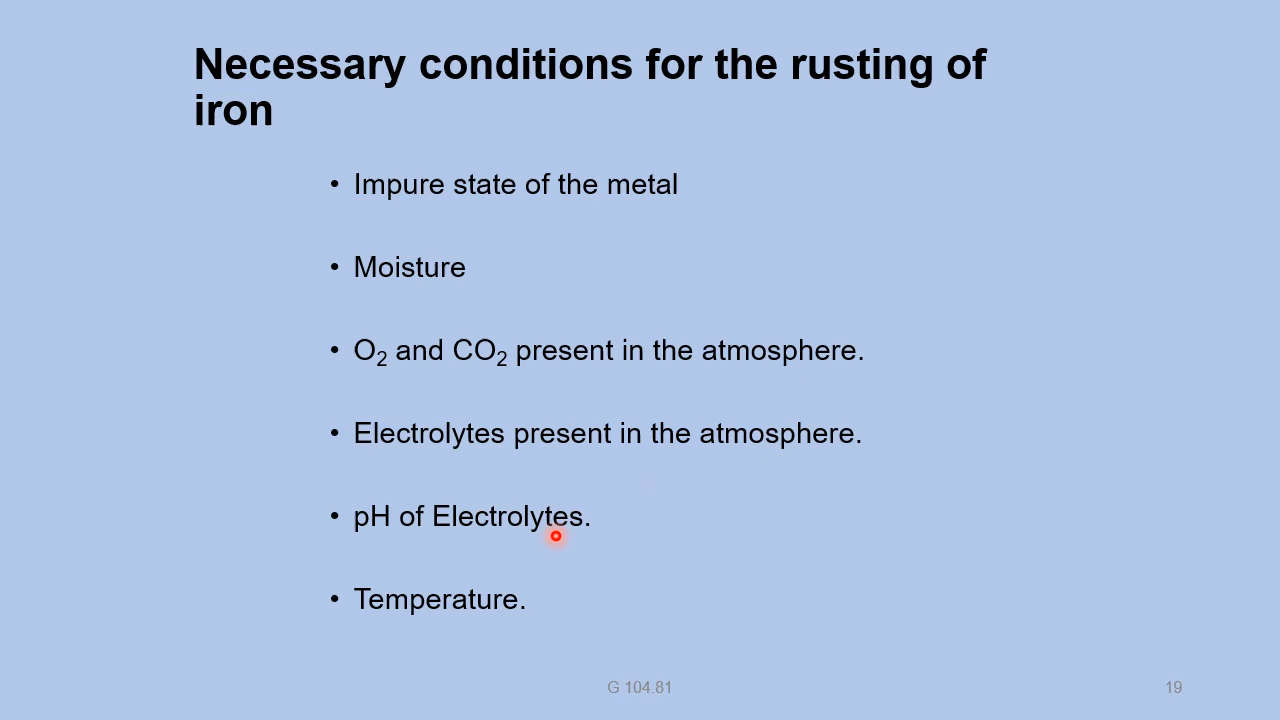 Necessary conditions for the rusting of
iron
• Impure state of the metal
• Moisture
• O₂ and CO₂ present in the atmosphere.
• Electrolytes present in the atmosphere.
• pH of Electrolytes.
• Temperature.
G 104.81
19